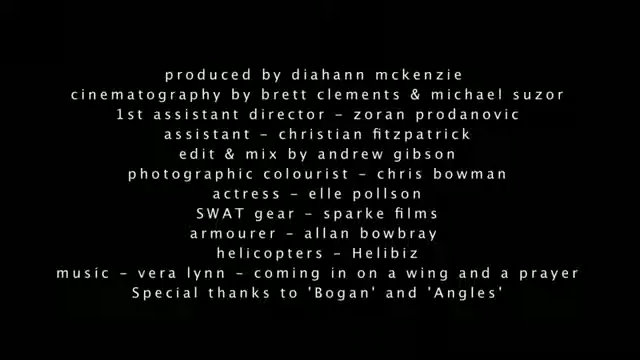 produced by diahann mckenzie
cinematography by brett clements & michael suzor
1st assistant director – zoran prodanovic
assistant – christian fitzpatrick
edit & mix by andrew gibson
photographic colourist – chris bowman
actress – elle pollson
SWAT gear – sparke films
armourer – allan bowbray
helicopters – Helibiz
music – vera lynn – coming in on a wing and a prayer
Special thanks to 'Bogan' and 'Angles'